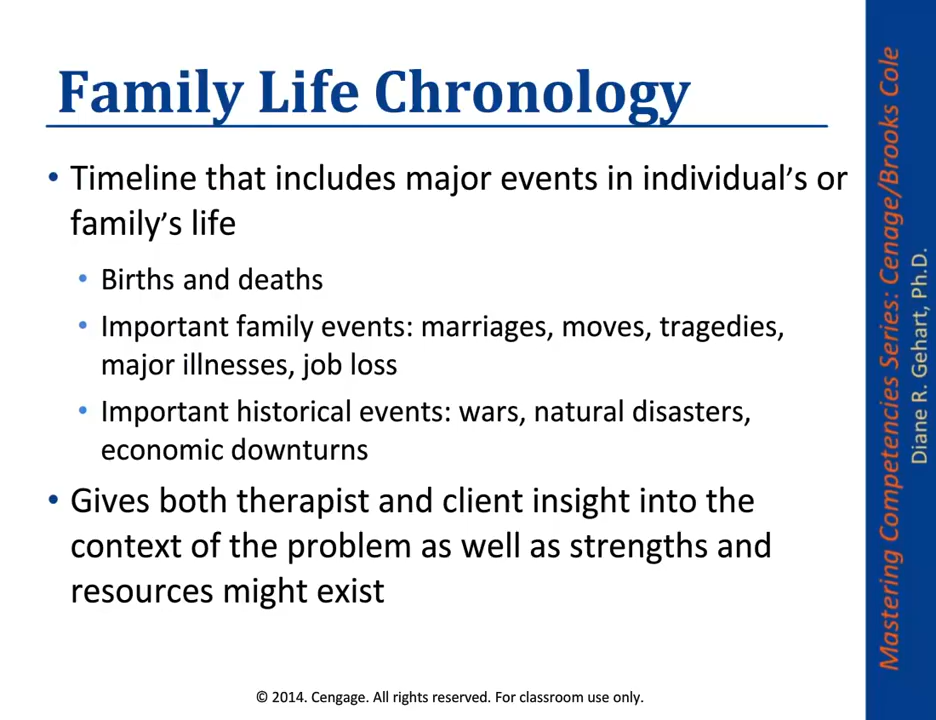 Family Life Chronology
• Timeline that includes major events in individual’s or
family’s life
• Births and deaths
• Important family events: marriages, moves, tragedies,
major illnesses, job loss
• Important historical events: wars, natural disasters,
economic downturns
• Gives both therapist and client insight into the
context of the problem as well as strengths and
resources might exist
© 2014. Cengage. All rights reserved. For classroom use only.
Mastering Competencies Series: Cenage/Brooks Cole
Diane R. Gehart, Ph.D.